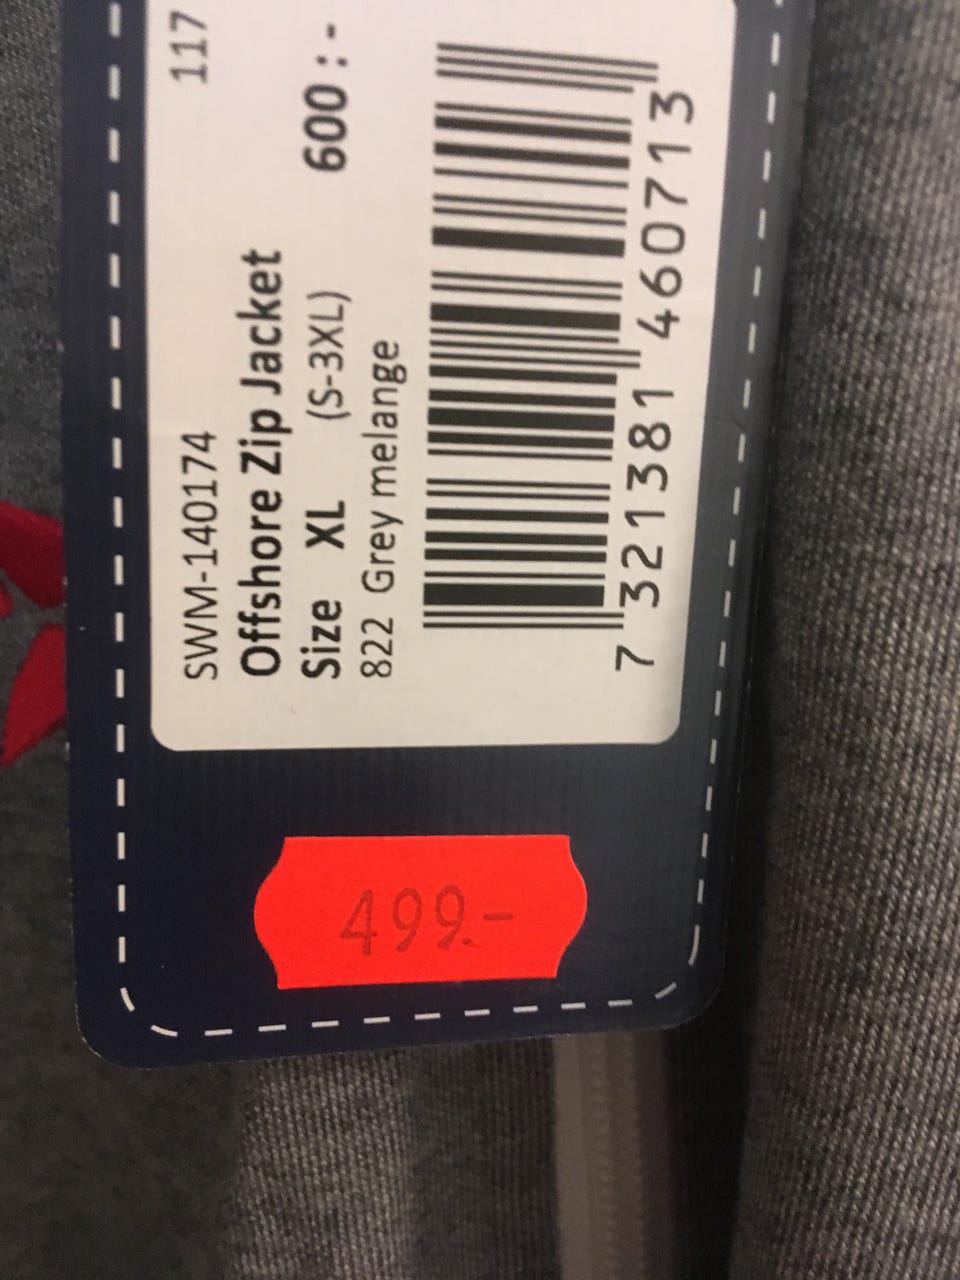 SWM-140174 117
Offshore Zip Jacket
Size XL (S-3XL) 600:-
822 Grey melange
7 321381 460713
499.-